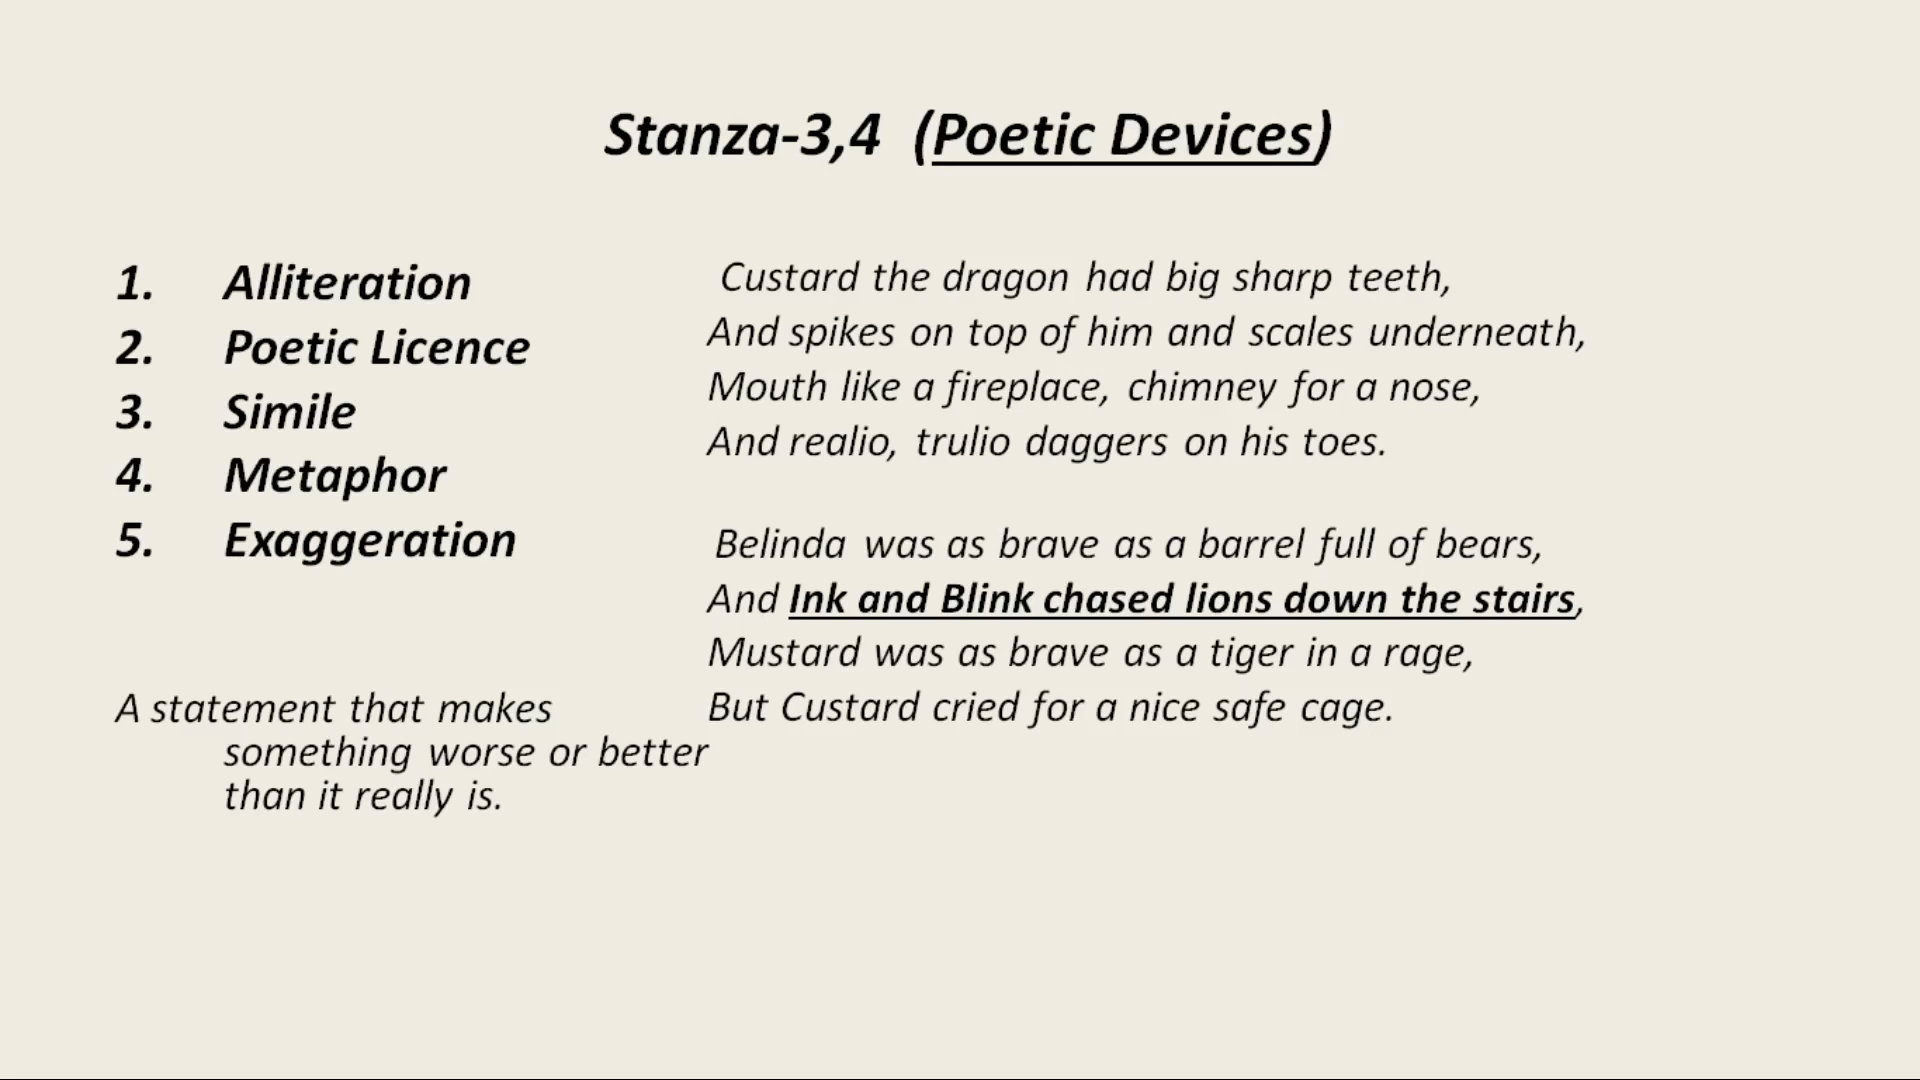 Stanza-3,4 (Poetic Devices)
1. Alliteration
2. Poetic Licence
3. Simile
4. Metaphor
5. Exaggeration
A statement that makes
something worse or better
than it really is.
Custard the dragon had big sharp teeth,
And spikes on top of him and scales underneath,
Mouth like a fireplace, chimney for a nose,
And realio, trulio daggers on his toes.
Belinda was as brave as a barrel full of bears,
And Ink and Blink chased lions down the stairs,
Mustard was as brave as a tiger in a rage,
But Custard cried for a nice safe cage.